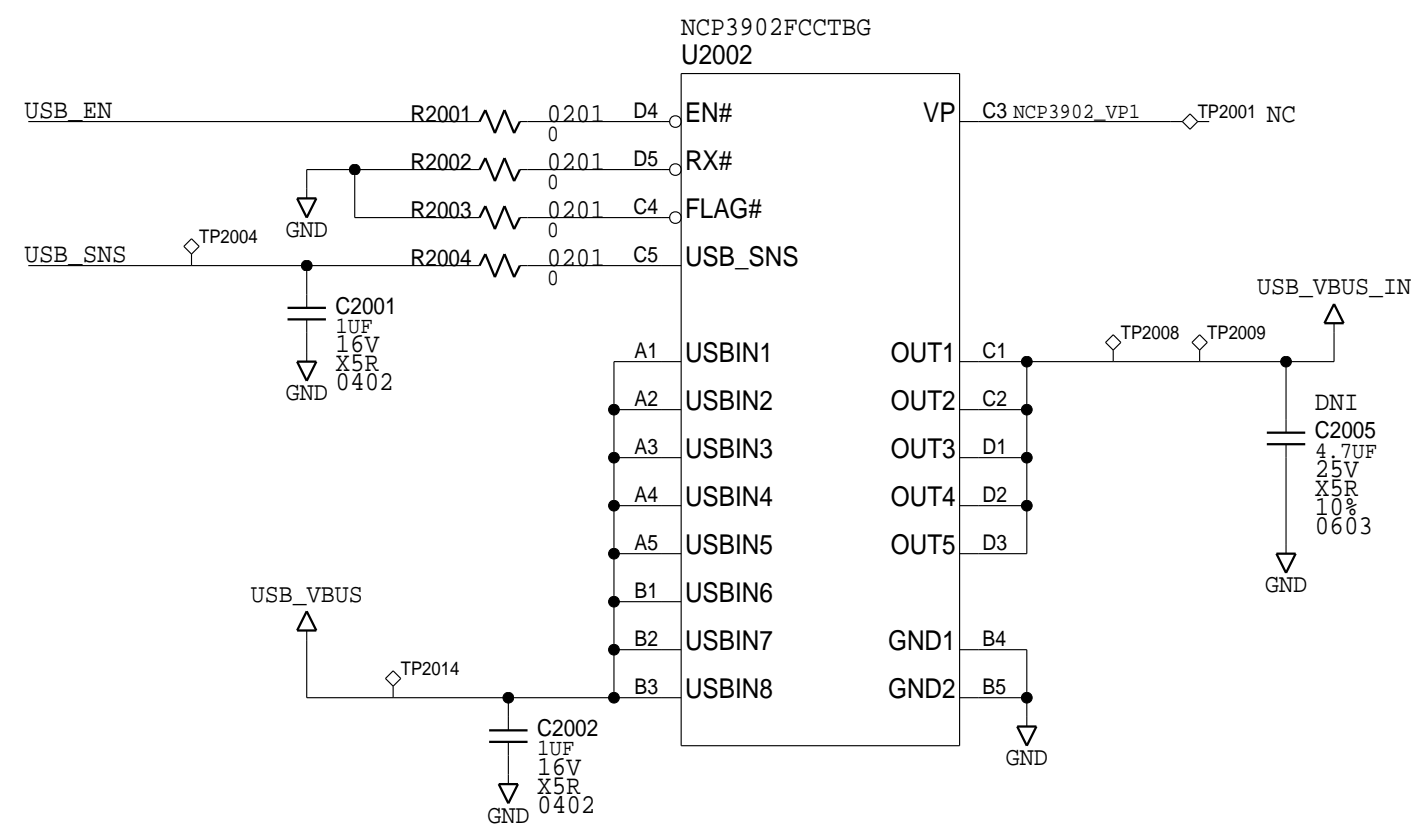 NCP3902FCCTBG
U2002
USB_EN
R2001
0201
0
D4
EN#
VP
C3
NCP3902_VP1
TP2001
NC
R2002
0201
0
D5
RX#
GND
R2003
0201
0
C4
FLAG#
USB_SNS
TP2004
R2004
0201
0
C5
USB_SNS
C2001
1UF
16V
X5R
0402
GND
USB_VBUS_IN
A1
USBIN1
OUT1
C1
TP2008
TP2009
A2
USBIN2
OUT2
C2
A3
USBIN3
OUT3
D1
A4
USBIN4
OUT4
D2
A5
USBIN5
OUT5
D3
DNI
C2005
4.7UF
25V
X5R
10%
0603
GND
USB_VBUS
B1
USBIN6
B2
USBIN7
GND1
B4
TP2014
B3
USBIN8
GND2
B5
GND
C2002
1UF
16V
X5R
0402
GND